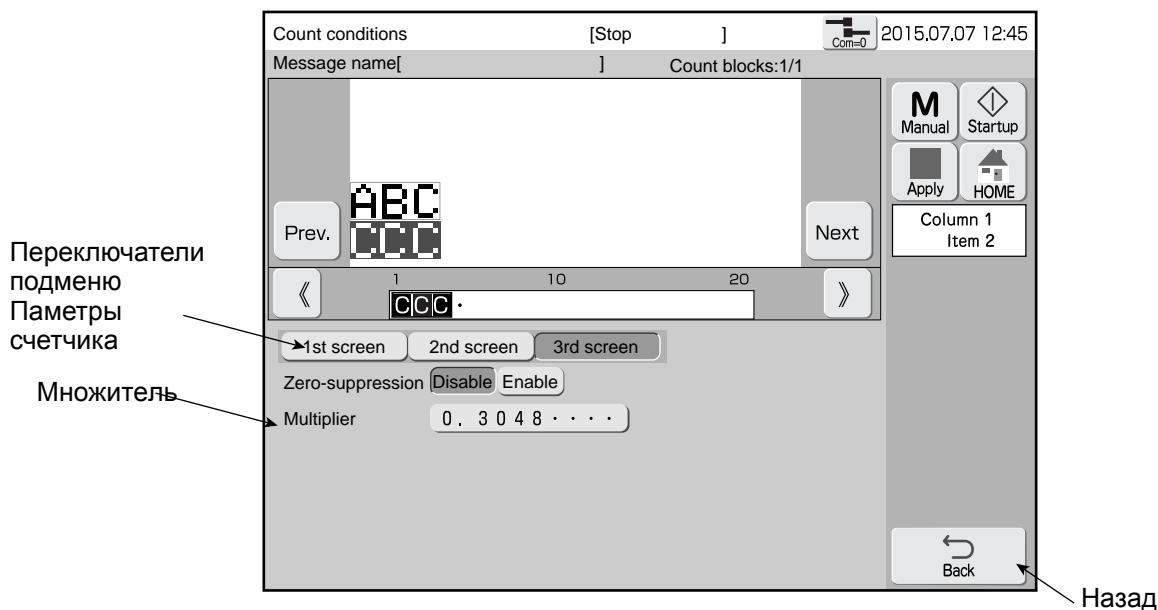 Count conditions [Stop ] Com=0 2015.07.07 12:45
Message name[ ] Count blocks:1/1
M
Manual
Startup
Apply
HOME
Column 1
Item 2
ABC
CCC
Prev.
Next
1 10 20
《
CCC·
》
1st screen 2nd screen 3rd screen
Zero-suppression Disable Enable
Multiplier 0. 3048····
Back
Переключатели
подменю
Паметры
счетчика
Множитель
Назад